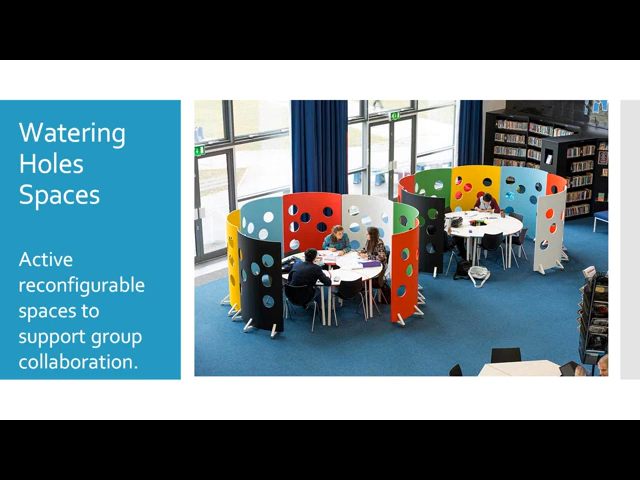 Watering
Holes
Spaces
Active
reconfigurable
spaces to
support group
collaboration.